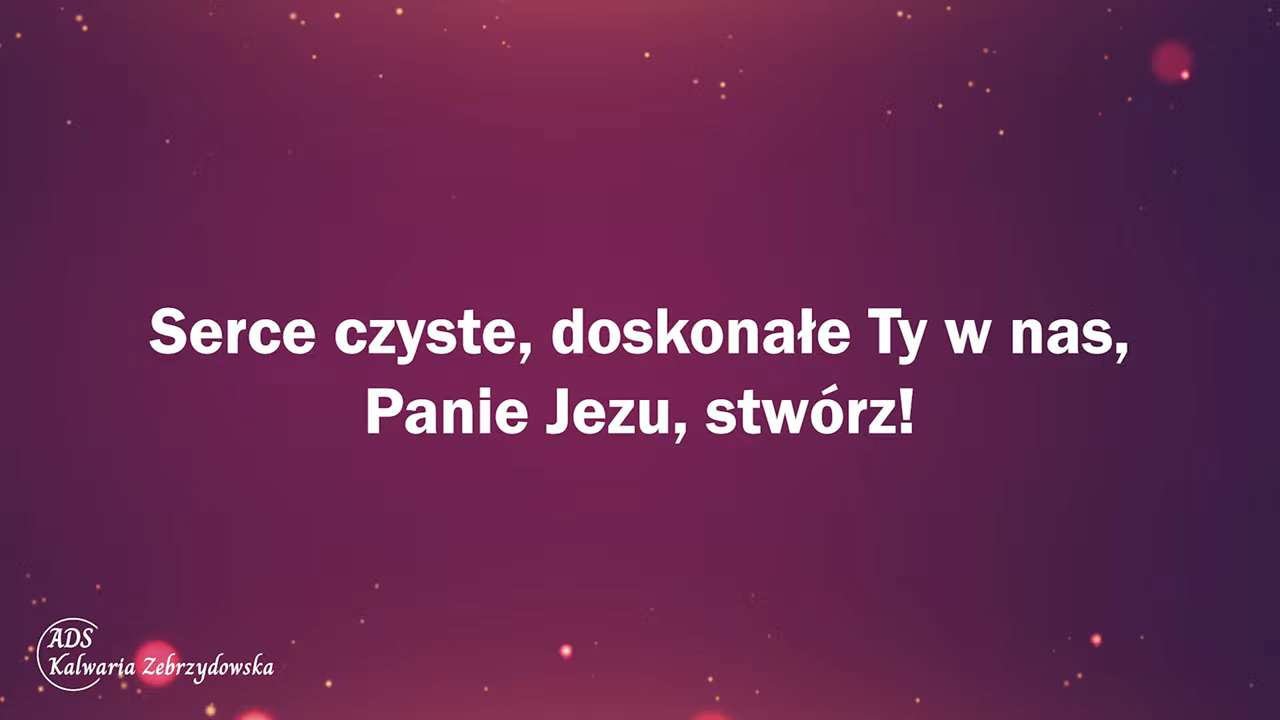 Serce czyste, doskonałe Ty w nas,
Panie Jezu, stwórz!
ADS
Kalwaria Zebrzydowska